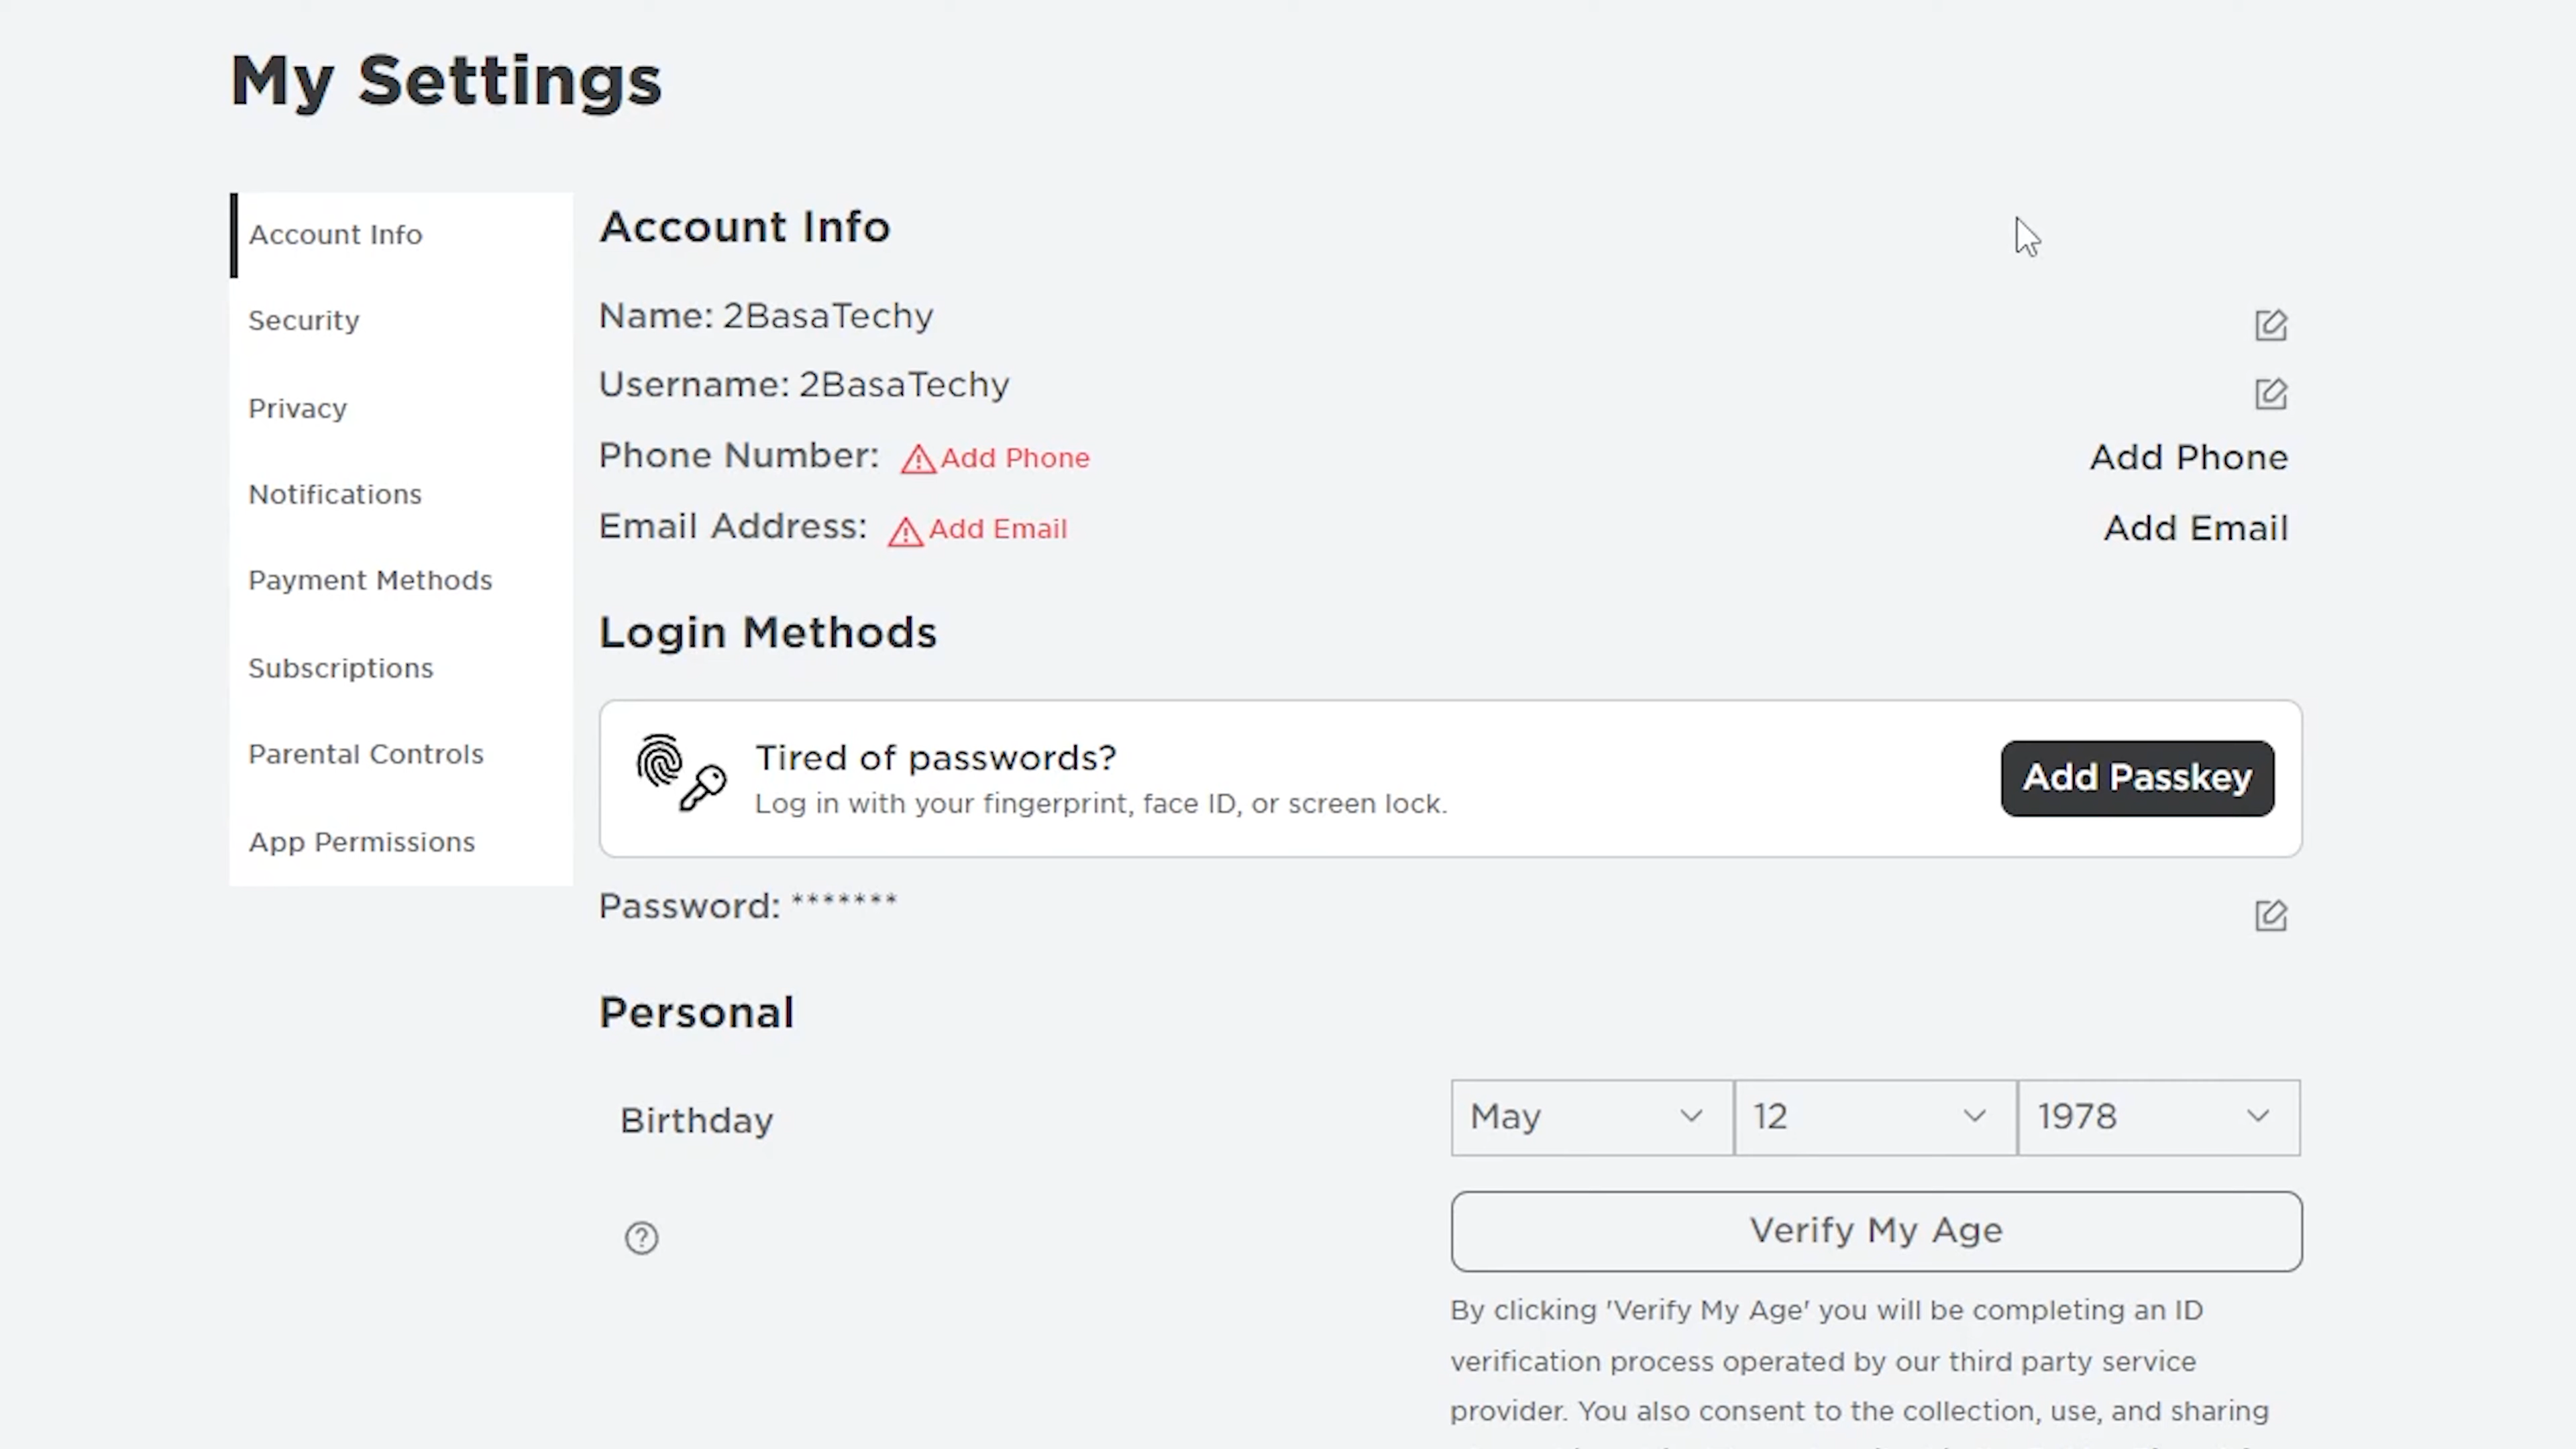 My Settings
Account Info
Security
Privacy
Notifications
Payment Methods
Subscriptions
Parental Controls
App Permissions
Account Info
Name: 2BasaTechy
Username: 2BasaTechy
Phone Number: Add Phone Add Phone
Email Address: Add Email Add Email
Login Methods
Tired of passwords?
Log in with your fingerprint, face ID, or screen lock.
Add Passkey
Password: *******
Personal
Birthday May 12 1978
Verify My Age
By clicking 'Verify My Age' you will be completing an ID
verification process operated by our third party service
provider. You also consent to the collection, use, and sharing